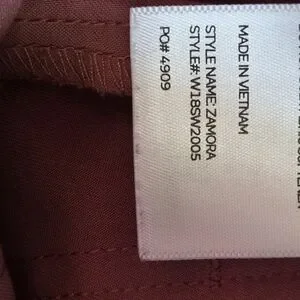 MADE IN VIETNAM
STYLE NAME: ZAMORA
STYLE#: W18SW2005
PO# 4909